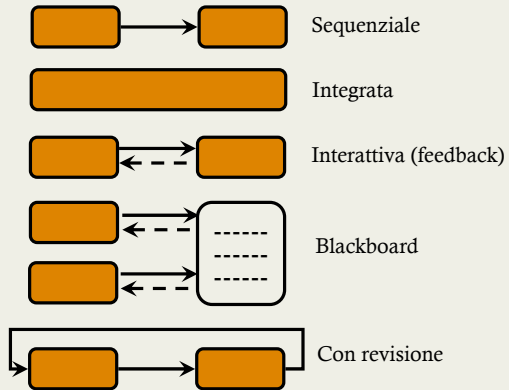 Sequenziale
Integrata
Interattiva (feedback)
Blackboard
Con revisione